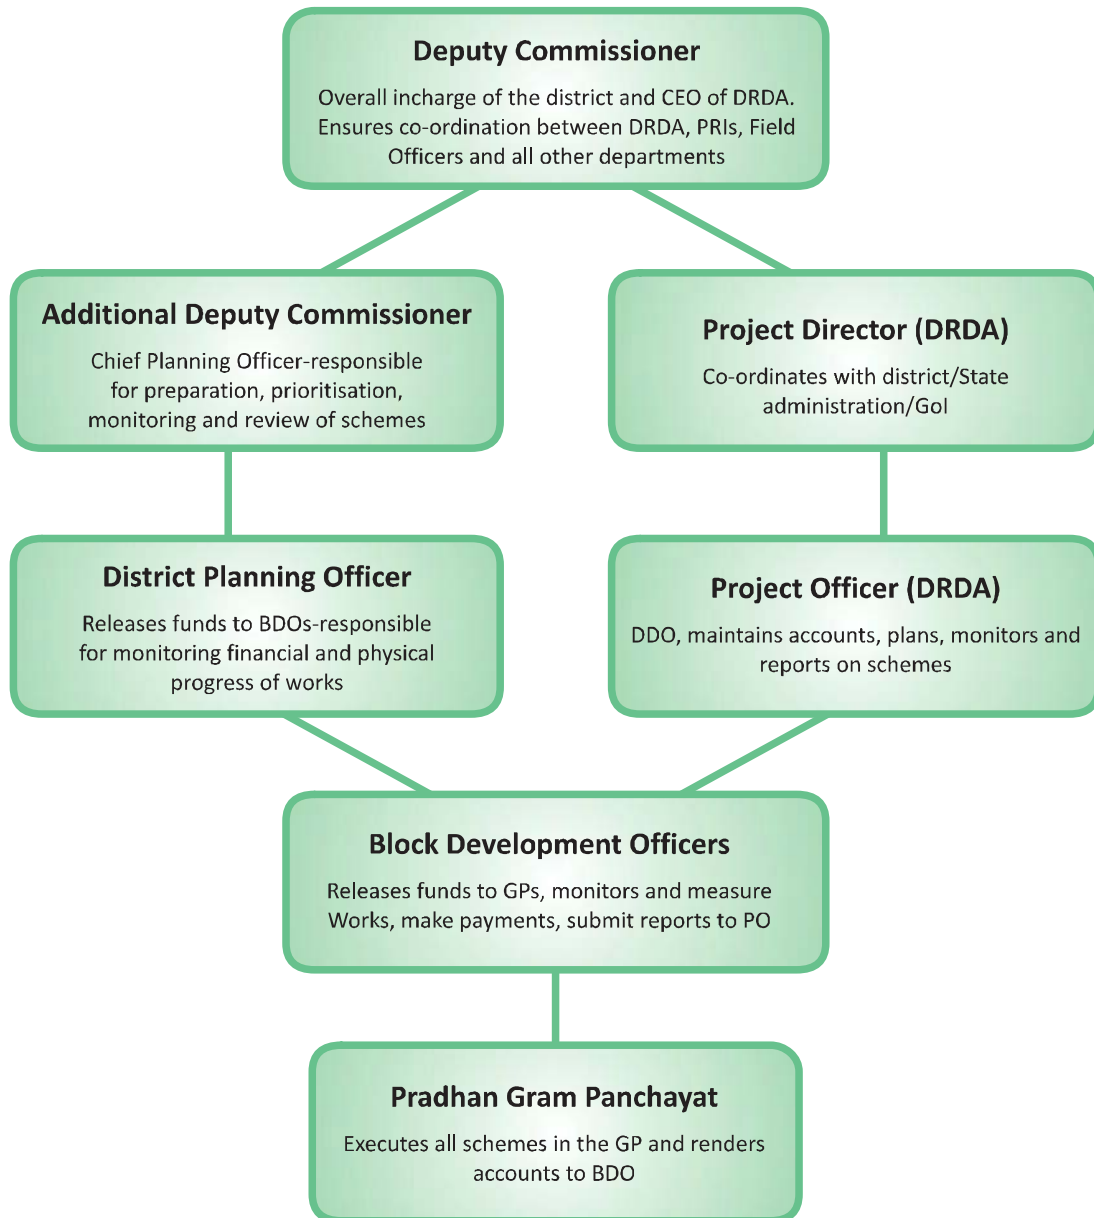 Deputy Commissioner
Overall incharge of the district and CEO of DRDA.
Ensures co-ordination between DRDA, PRIs, Field
Officers and all other departments
Additional Deputy Commissioner
Chief Planning Officer-responsible
for preparation, prioritisation,
monitoring and review of schemes
Project Director (DRDA)
Co-ordinates with district/State
administration/GoI
District Planning Officer
Releases funds to BDOs-responsible
for monitoring financial and physical
progress of works
Project Officer (DRDA)
DDO, maintains accounts, plans, monitors and
reports on schemes
Block Development Officers
Releases funds to GPs, monitors and measure
Works, make payments, submit reports to PO
Pradhan Gram Panchayat
Executes all schemes in the GP and renders
accounts to BDO